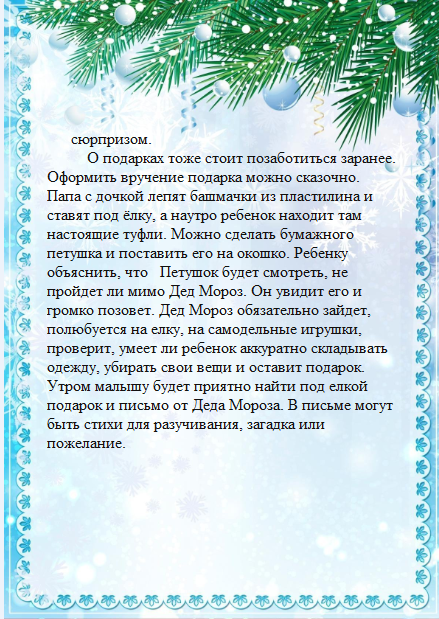 сюрпризом.
О подарках тоже стоит позаботиться заранее.
Оформить вручение подарка можно сказочно.
Папа с дочкой лепят башмачки из пластилина и
ставят под ёлку, а наутро ребенок находит там
настоящие туфли. Можно сделать бумажного
петушка и поставить его на окошко. Ребенку
объяснить, что Петушок будет смотреть, не
пройдет ли мимо Дед Мороз. Он увидит его и
громко позовет. Дед Мороз обязательно зайдет,
полюбуется на елку, на самодельные игрушки,
проверит, умеет ли ребенок аккуратно складывать
одежду, убирать свои вещи и оставит подарок.
Утром малышу будет приятно найти под елкой
подарок и письмо от Деда Мороза. В письме могут
быть стихи для разучивания, загадка или
пожелание.